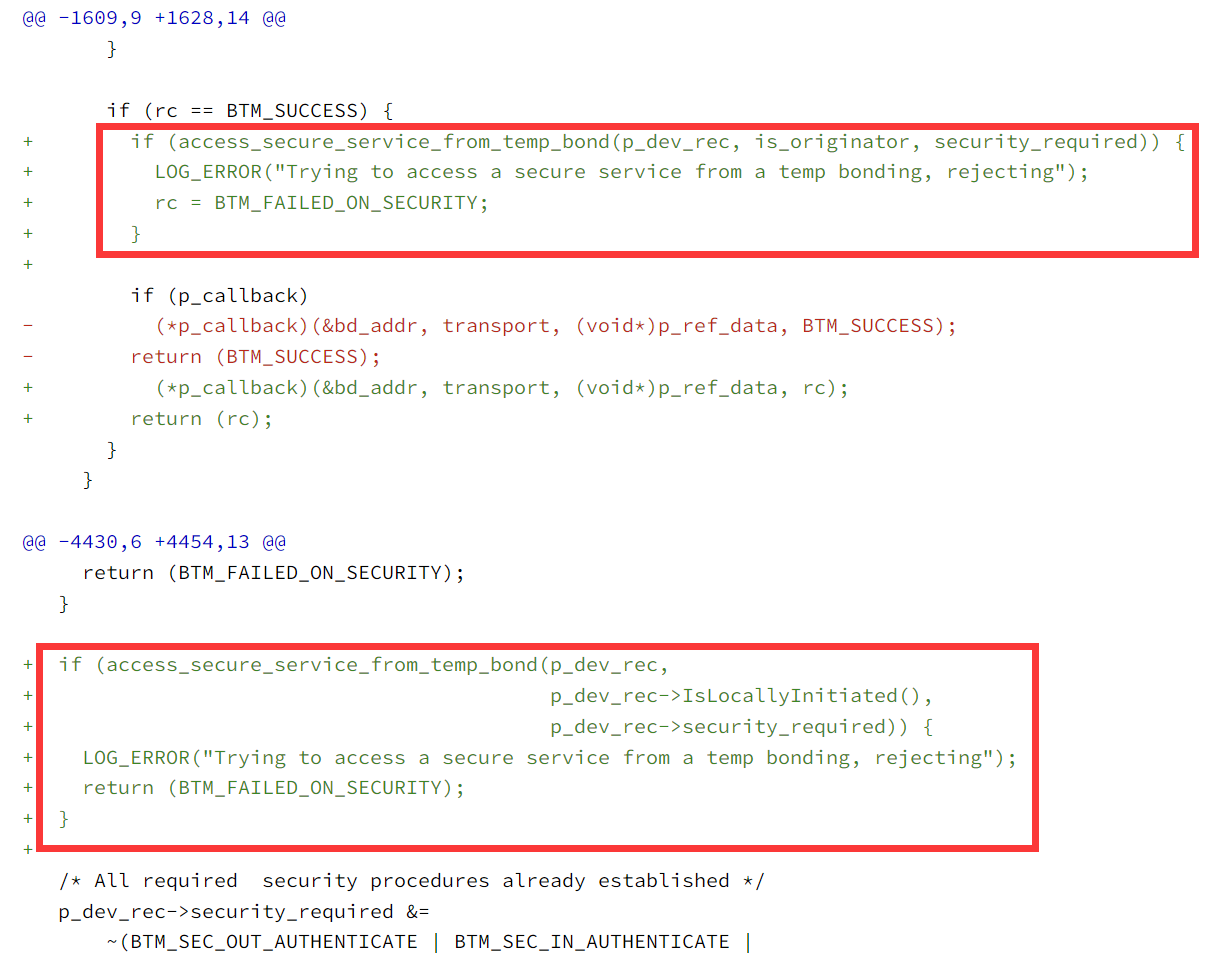 @@ -1609,9 +1628,14 @@
      }

      if (rc == BTM_SUCCESS) {
+        if (access_secure_service_from_temp_bond(p_dev_rec, is_originator, security_required)) {
+          LOG_ERROR("Trying to access a secure service from a temp bonding, rejecting");
+          rc = BTM_FAILED_ON_SECURITY;
+        }
+
        if (p_callback)
-          (*p_callback)(&bd_addr, transport, (void*)p_ref_data, BTM_SUCCESS);
-        return (BTM_SUCCESS);
+          (*p_callback)(&bd_addr, transport, (void*)p_ref_data, rc);
+        return (rc);
      }
    }

@@ -4430,6 +4454,13 @@
    return (BTM_FAILED_ON_SECURITY);
  }

+  if (access_secure_service_from_temp_bond(p_dev_rec,
+                                           p_dev_rec->IsLocallyInitiated(),
+                                           p_dev_rec->security_required)) {
+    LOG_ERROR("Trying to access a secure service from a temp bonding, rejecting");
+    return (BTM_FAILED_ON_SECURITY);
+  }
+
  /* All required  security procedures already established */
  p_dev_rec->security_required &=
      ~(BTM_SEC_OUT_AUTHENTICATE | BTM_SEC_IN_AUTHENTICATE |